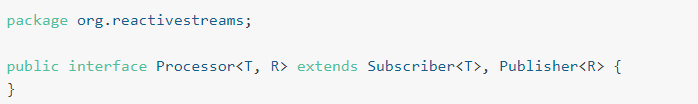 package org.reactivestreams;
public interface Processor<T, R> extends Subscriber<T>, Publisher<R> {
}